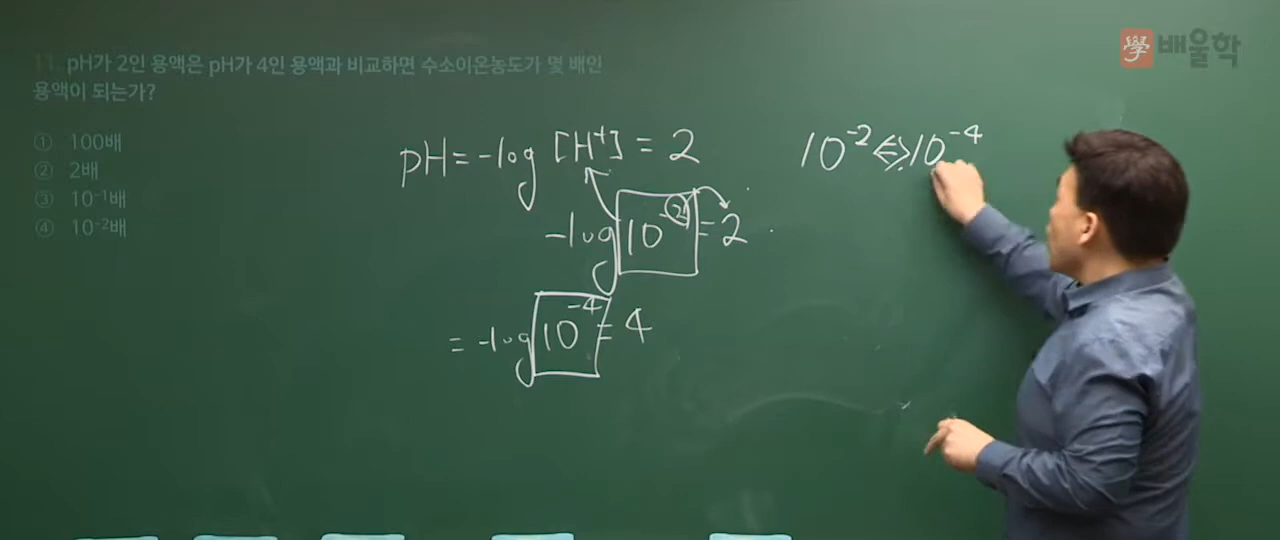 11. pH가 2인 용액은 pH가 4인 용액과 비교하면 수소이온농도가 몇 배인
용액이 되는가?
① 100배
② 2배
③ 10⁻¹배
④ 10⁻²배
學 배울학
pH = -log [H⁺] = 2
-log 10⁻² = 2
= -log 10⁻⁴ = 4
10⁻² ⇔ 10⁻⁴